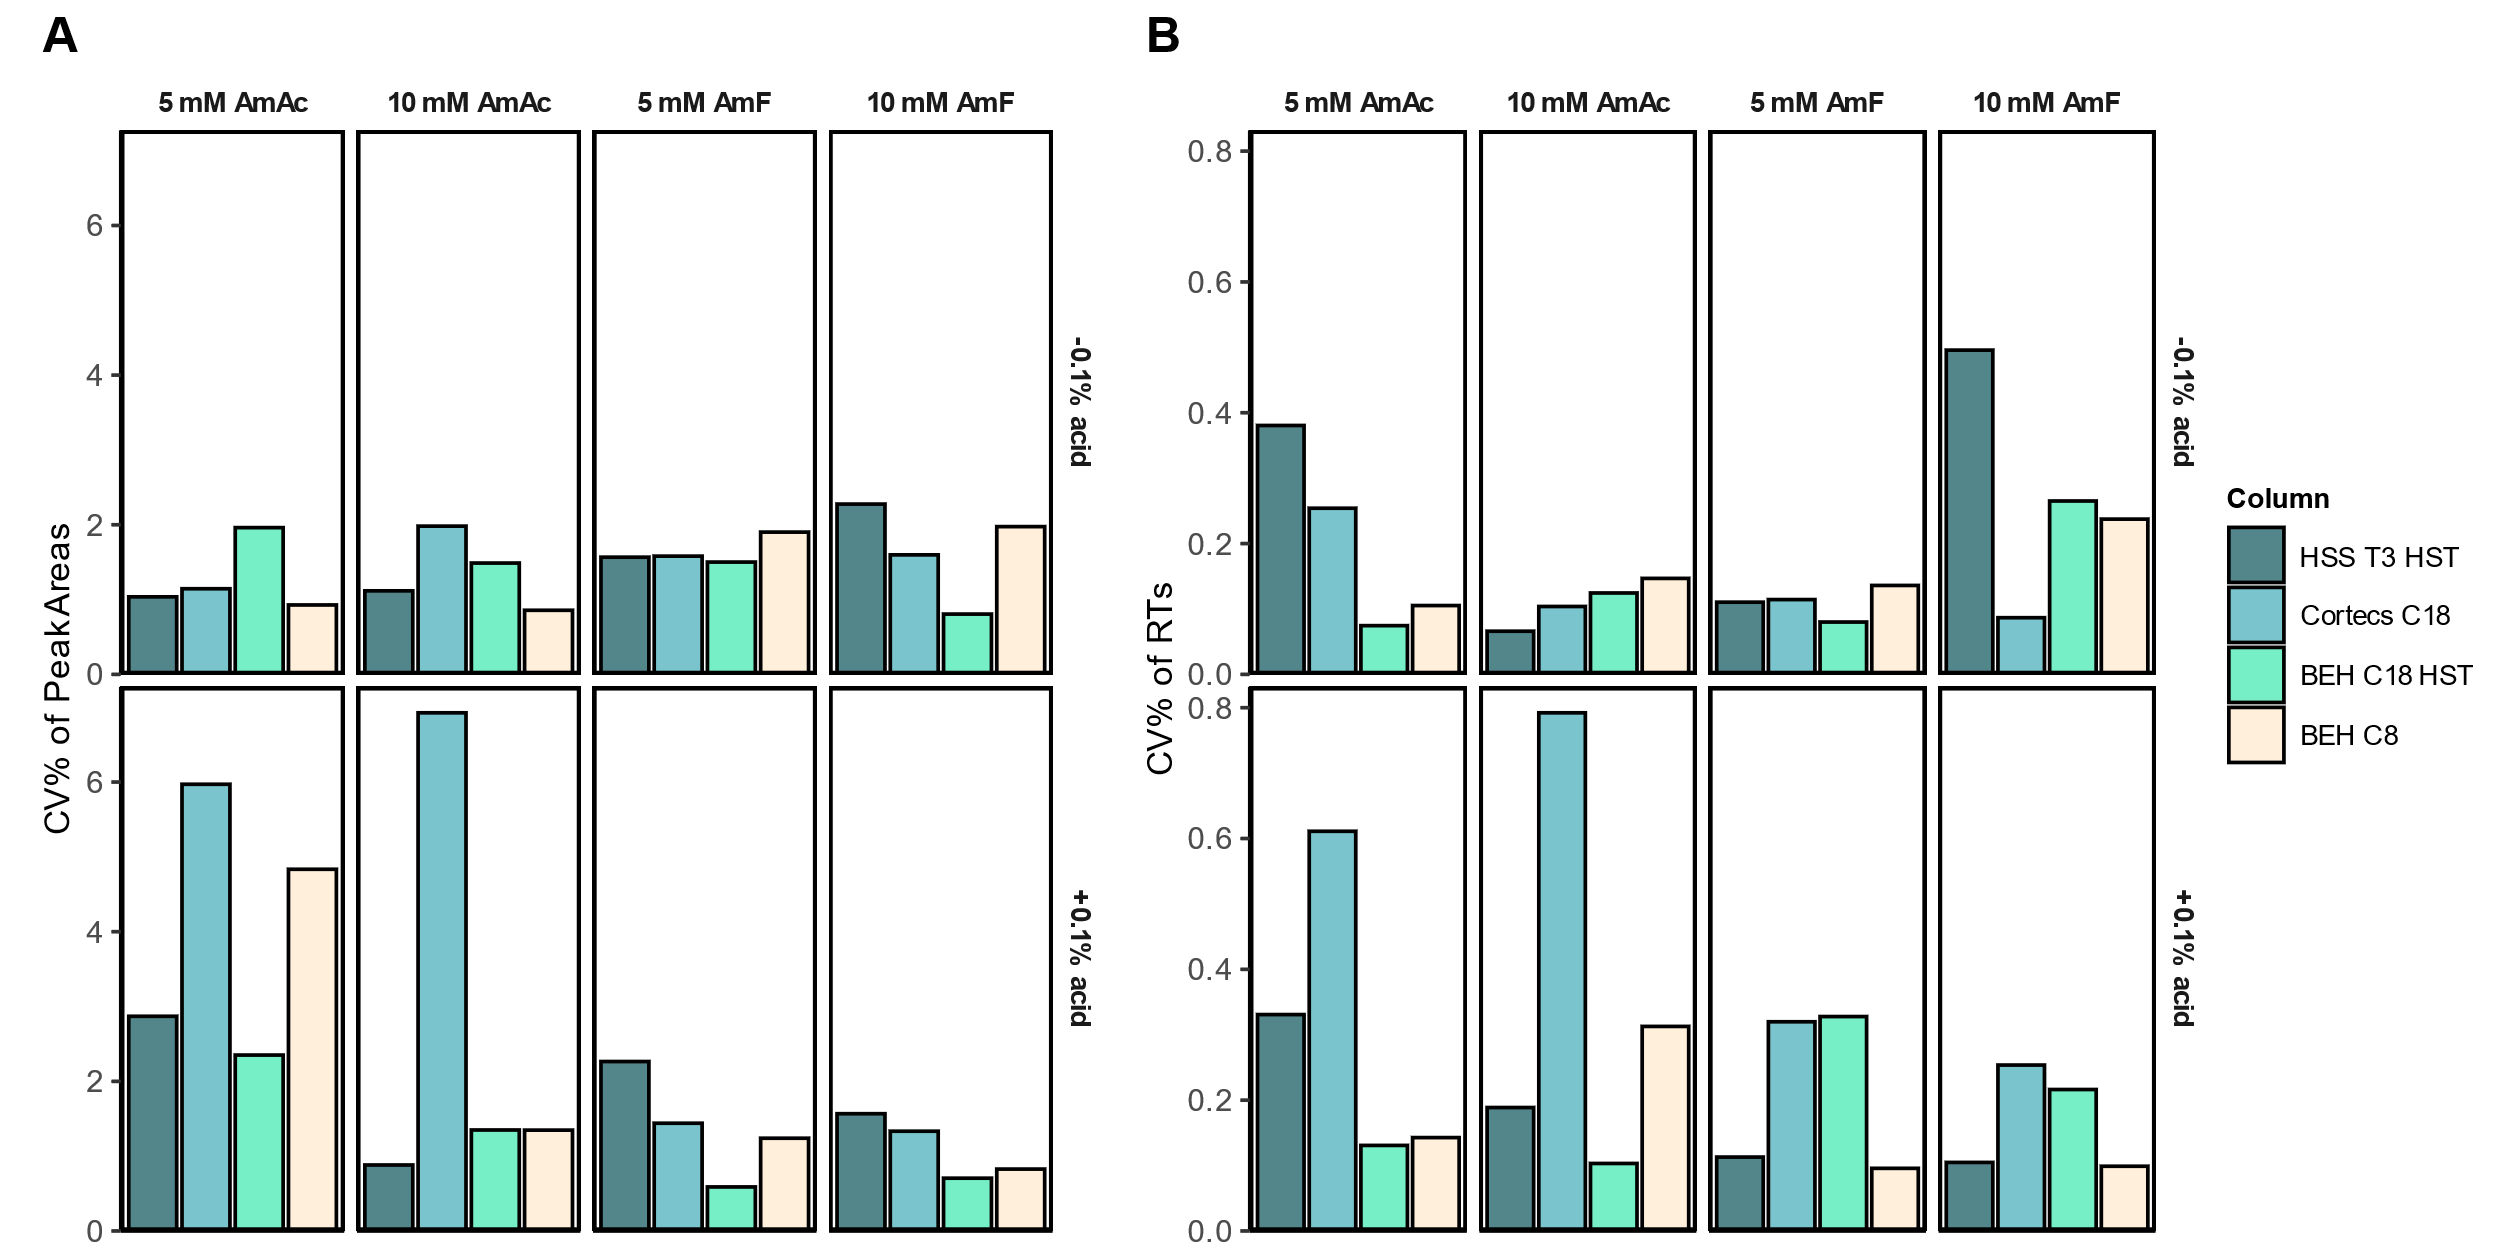 A
B
5 mM AmAc
10 mM AmAc
5 mM AmF
10 mM AmF
5 mM AmAc
10 mM AmAc
5 mM AmF
10 mM AmF
CV% of Peak Areas
6
4
2
0
6
4
2
0
-0.1% acid
+0.1% acid
CV% of RTs
0.8
0.6
0.4
0.2
0.0
0.8
0.6
0.4
0.2
0.0
-0.1% acid
+0.1% acid
Column
HSS T3 HST
Cortecs C18
BEH C18 HST
BEH C8